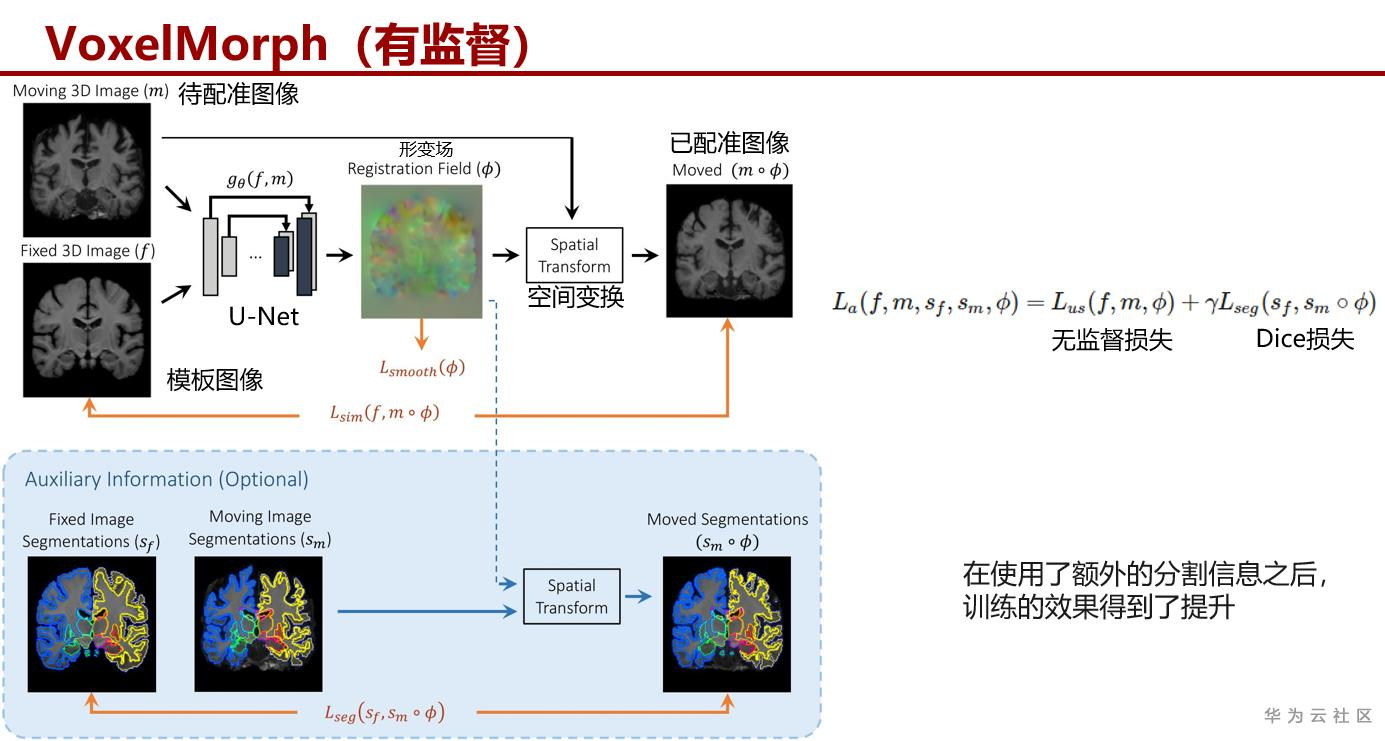 VoxelMorph（有监督）
Moving 3D Image (m) 待配准图像
形变场
Registration Field (ϕ)
已配准图像
Moved (m ∘ ϕ)
g_θ(f, m)
...
U-Net
Fixed 3D Image (f)
模板图像
Spatial
Transform
空间变换
L_smooth(ϕ)
L_sim(f, m ∘ ϕ)
L_a(f, m, s_f, s_m, ϕ) = L_us(f, m, ϕ) + γL_seg(s_f, s_m ∘ ϕ)
无监督损失 Dice损失
Auxiliary Information (Optional)
Fixed Image
Segmentations (s_f)
Moving Image
Segmentations (s_m)
Spatial
Transform
Moved Segmentations
(s_m ∘ ϕ)
L_seg(s_f, s_m ∘ ϕ)
在使用了额外的分割信息之后，
训练的效果得到了提升
华为云社区